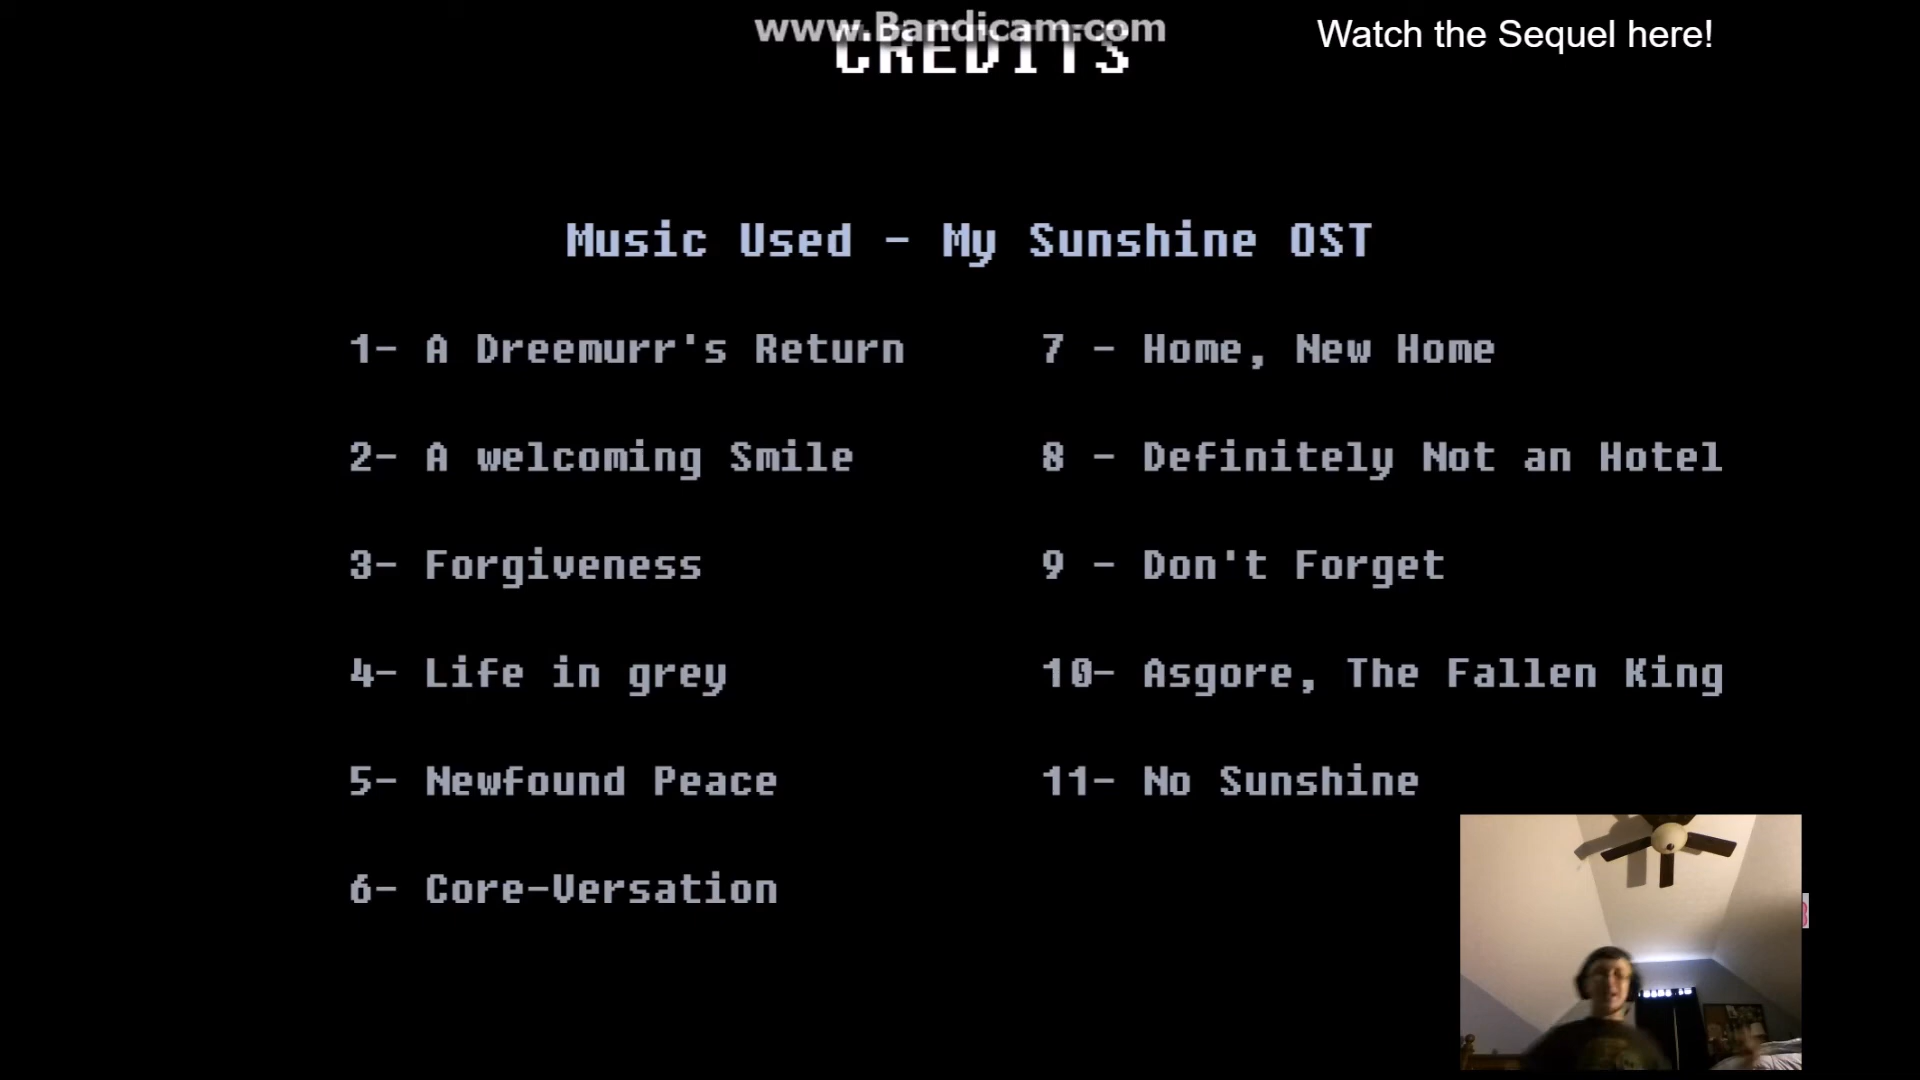 www.Bandicam.com
CREDITS
Watch the Sequel here!
Music Used - My Sunshine OST
1- A Dreemurr's Return
2- A welcoming Smile
3- Forgiveness
4- Life in grey
5- Newfound Peace
6- Core-Versation
7 - Home, New Home
8 - Definitely Not an Hotel
9 - Don't Forget
10- Asgore, The Fallen King
11- No Sunshine